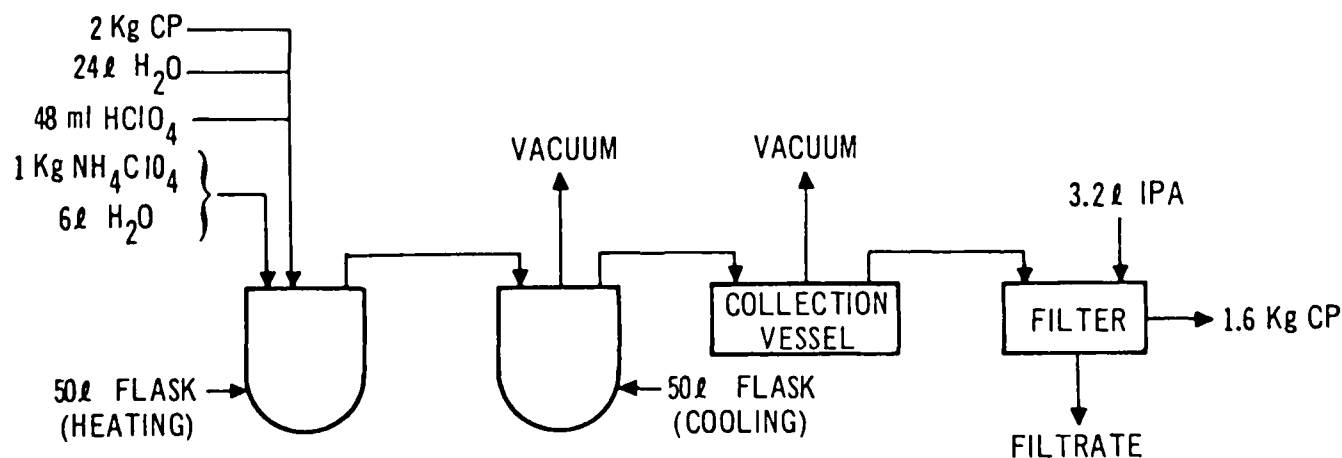 2 Kg CP
24ℓ H₂O
48 ml HClO₄
1 Kg NH₄ClO₄
6ℓ H₂O
VACUUM
VACUUM
3.2ℓ IPA
COLLECTION
VESSEL
FILTER
1.6 Kg CP
50ℓ FLASK
(HEATING)
50ℓ FLASK
(COOLING)
FILTRATE